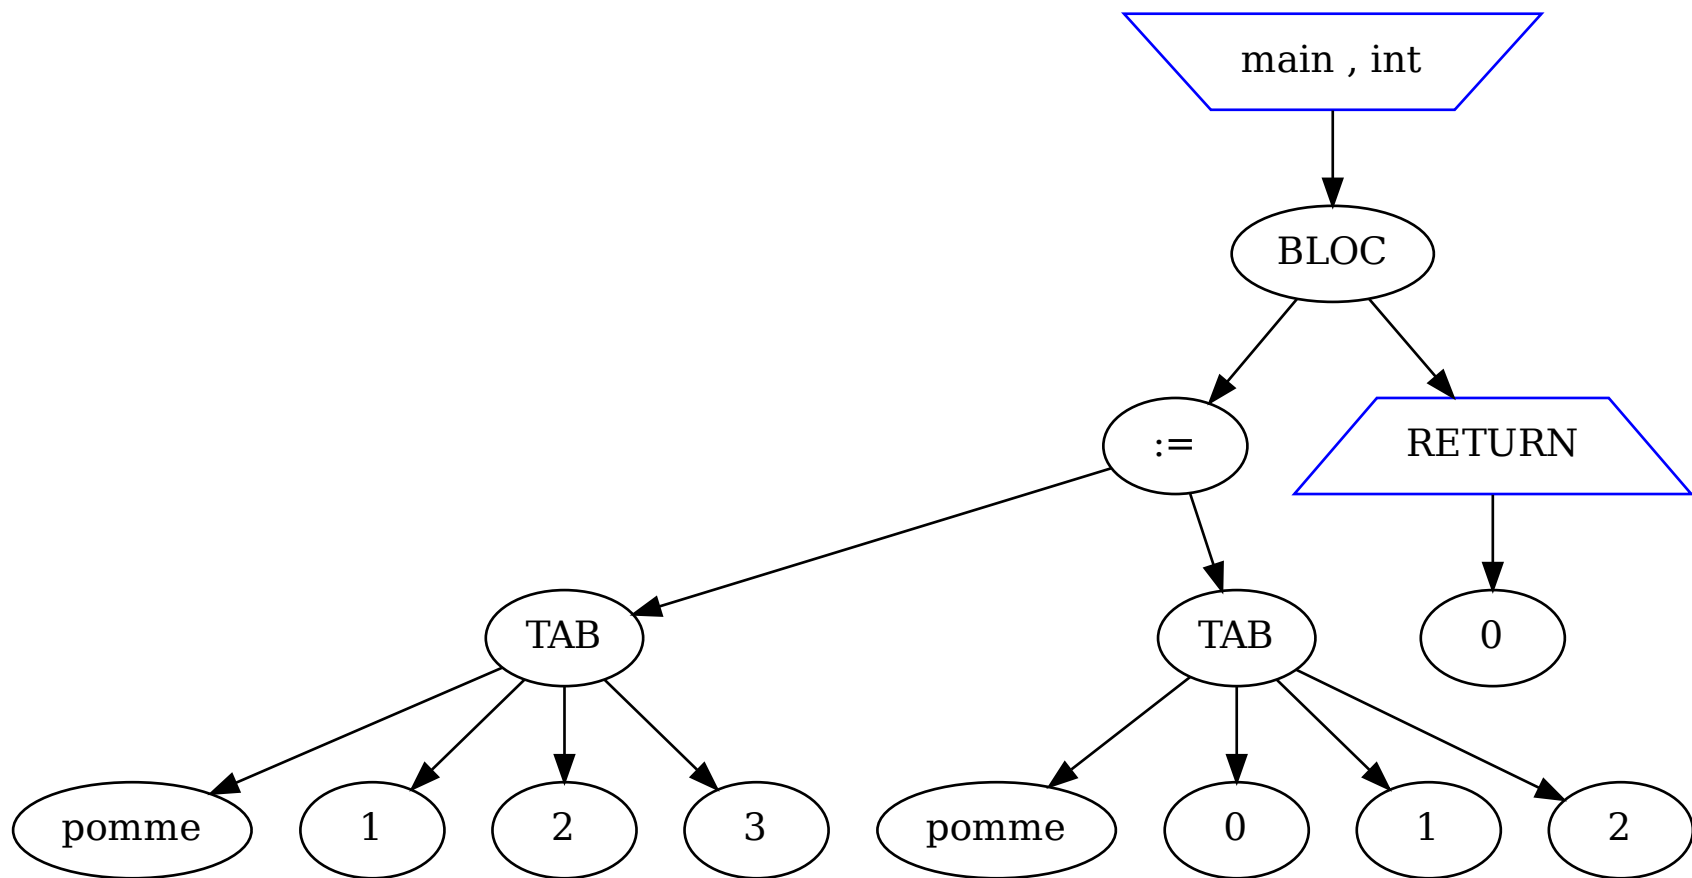 main , int
BLOC
:=
RETURN
TAB
TAB
0
pomme
1
2
3
pomme
0
1
2